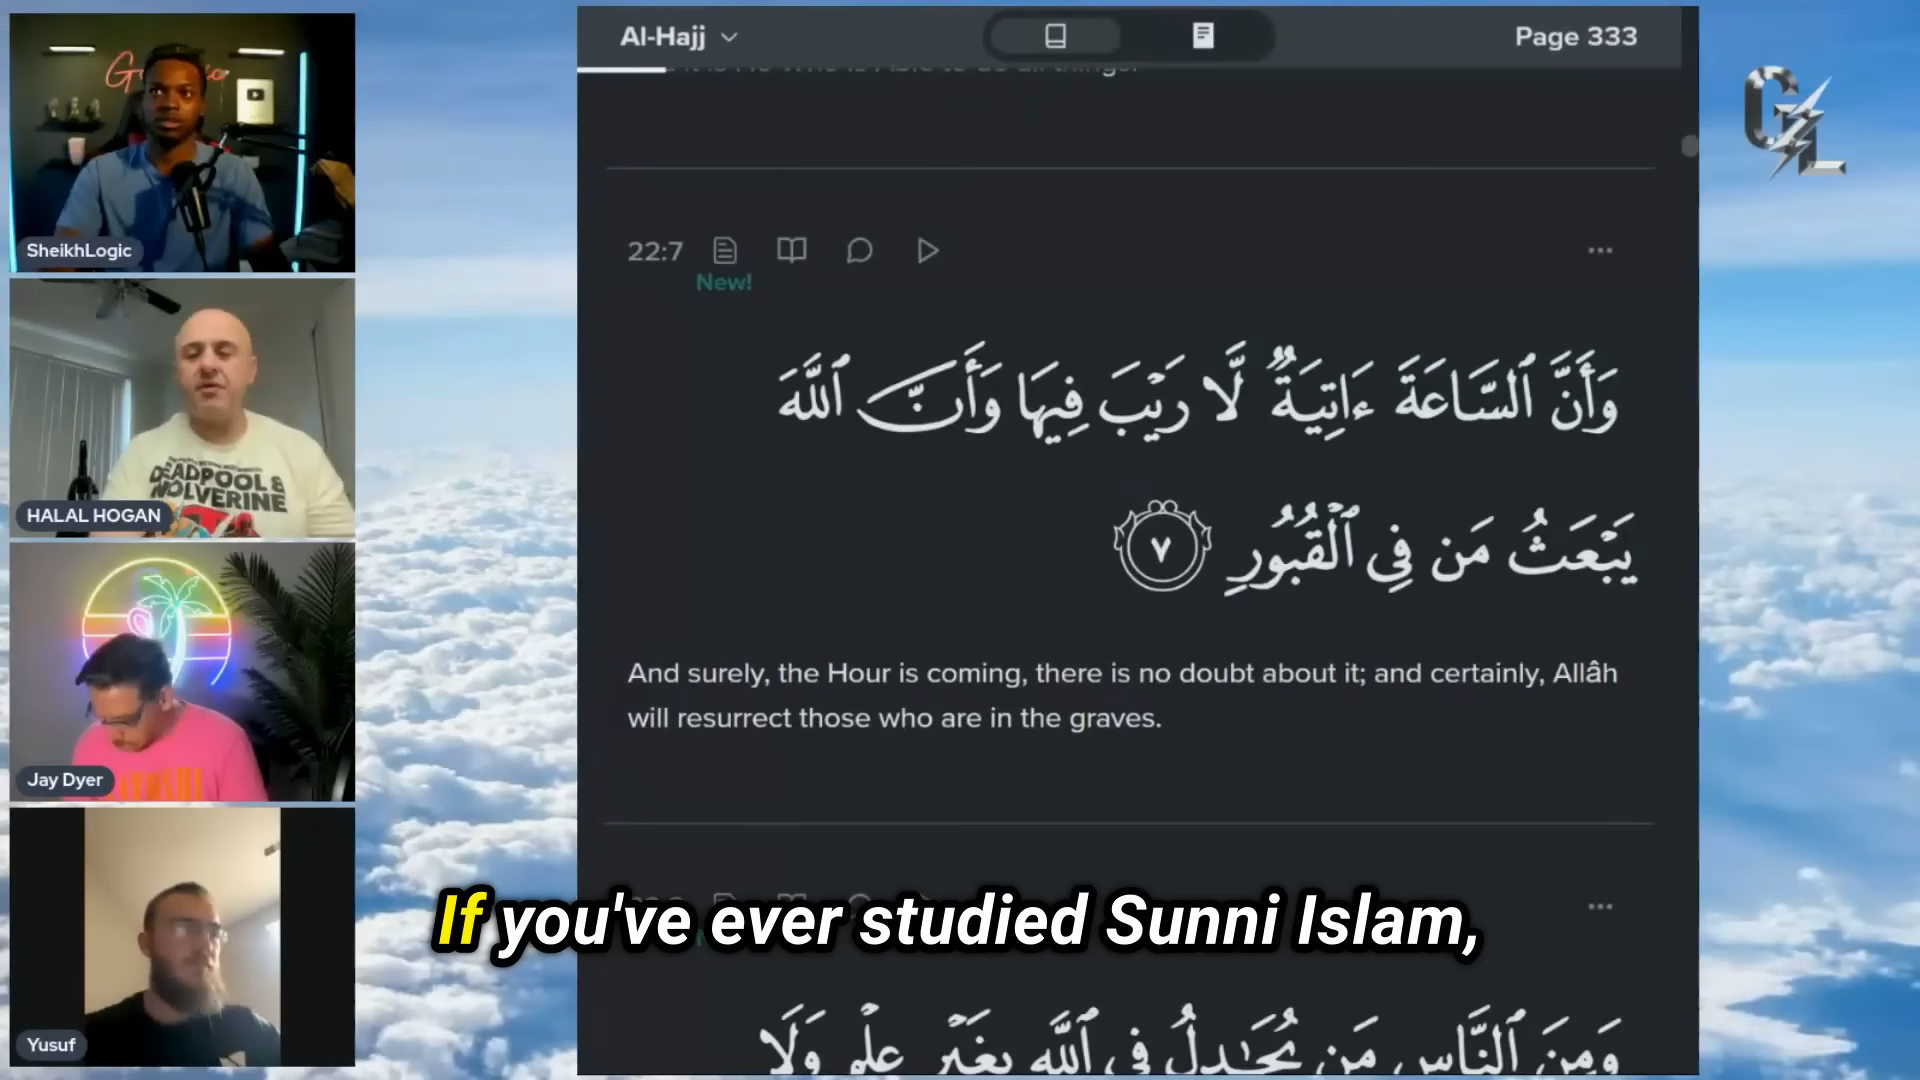 SheikhLogic
HALAL HOGAN
DEADPOOL &
WOLVERINE
Jay Dyer
Yusuf
Al-Hajj
Page 333
22:7
New!
وَأَنَّ ٱلسَّاعَةَ ءَاتِيَةٌ لَّا رَيْبَ فِيهَا وَأَنَّ ٱللَّهَ
يَبْعَثُ مَن فِى ٱلْقُبُورِ ٧
And surely, the Hour is coming, there is no doubt about it; and certainly, Allâh
will resurrect those who are in the graves.
If you've ever studied Sunni Islam,
وَمِنَ ٱلنَّاسِ مَن يُجَـٰدِلُ فِى ٱللَّهِ بِغَيْرِ عِلْمٍ وَلَا
GL